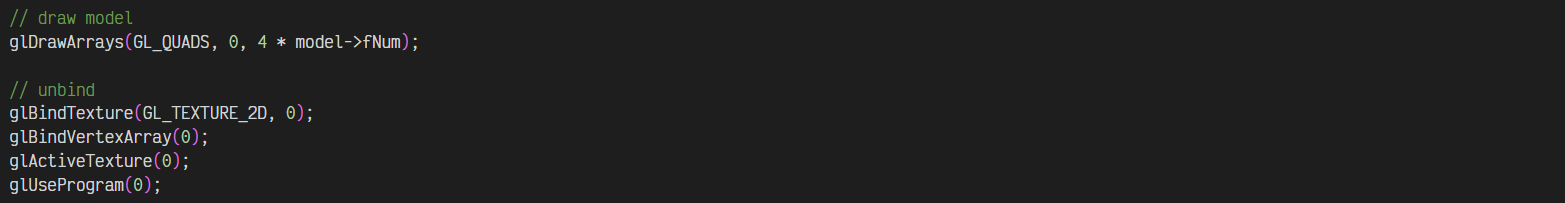 // draw model
glDrawArrays(GL_QUADS, 0, 4 * model->fNum);
// unbind
glBindTexture(GL_TEXTURE_2D, 0);
glBindVertexArray(0);
glActiveTexture(0);
glUseProgram(0);